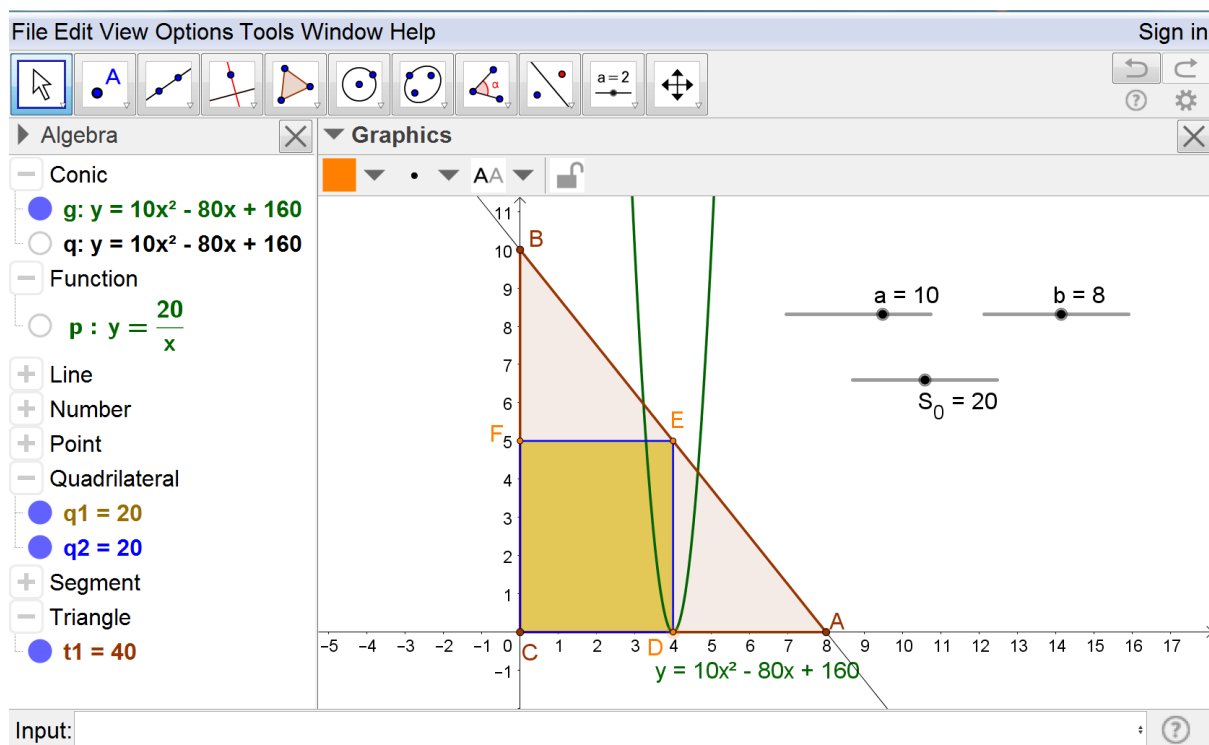 File Edit View Options Tools Window Help Sign in
A α a = 2
Algebra
Graphics
Conic
AA
g: y = 10x² - 80x + 160
q: y = 10x² - 80x + 160
Function
p : y = 20/x
Line
Number
Point
Quadrilateral
q1 = 20
q2 = 20
Segment
Triangle
t1 = 40
11
10
9
8
7
6
5
4
3
2
1
−1
B
F
E
A
C
D
−5 −4 −3 −2 −1 0 1 2 3 4 5 6 7 8 9 10 11 12 13 14 15 16 17
y = 10x² - 80x + 160
a = 10
b = 8
S₀ = 20
Input: